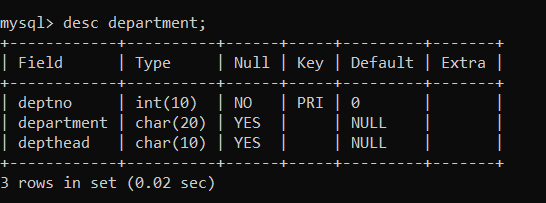 mysql> desc department;
+------------+----------+------+-----+---------+-------+
| Field      | Type     | Null | Key | Default | Extra |
+------------+----------+------+-----+---------+-------+
| deptno     | int(10)  | NO   | PRI | 0       |       |
| department | char(20) | YES  |     | NULL    |       |
| depthead   | char(10) | YES  |     | NULL    |       |
+------------+----------+------+-----+---------+-------+
3 rows in set (0.02 sec)